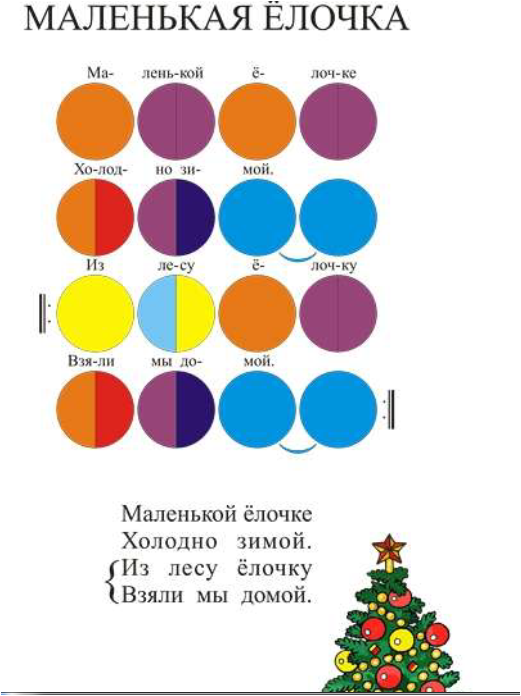 МАЛЕНЬКАЯ ЁЛОЧКА
Ма- лень-кой ё- лоч-ке
Хо-лод- но зи- мой.
Из ле-су ё- лоч-ку
Взя-ли мы до- мой.
Маленькой ёлочке
Холодно зимой.
Из лесу ёлочку
Взяли мы домой.